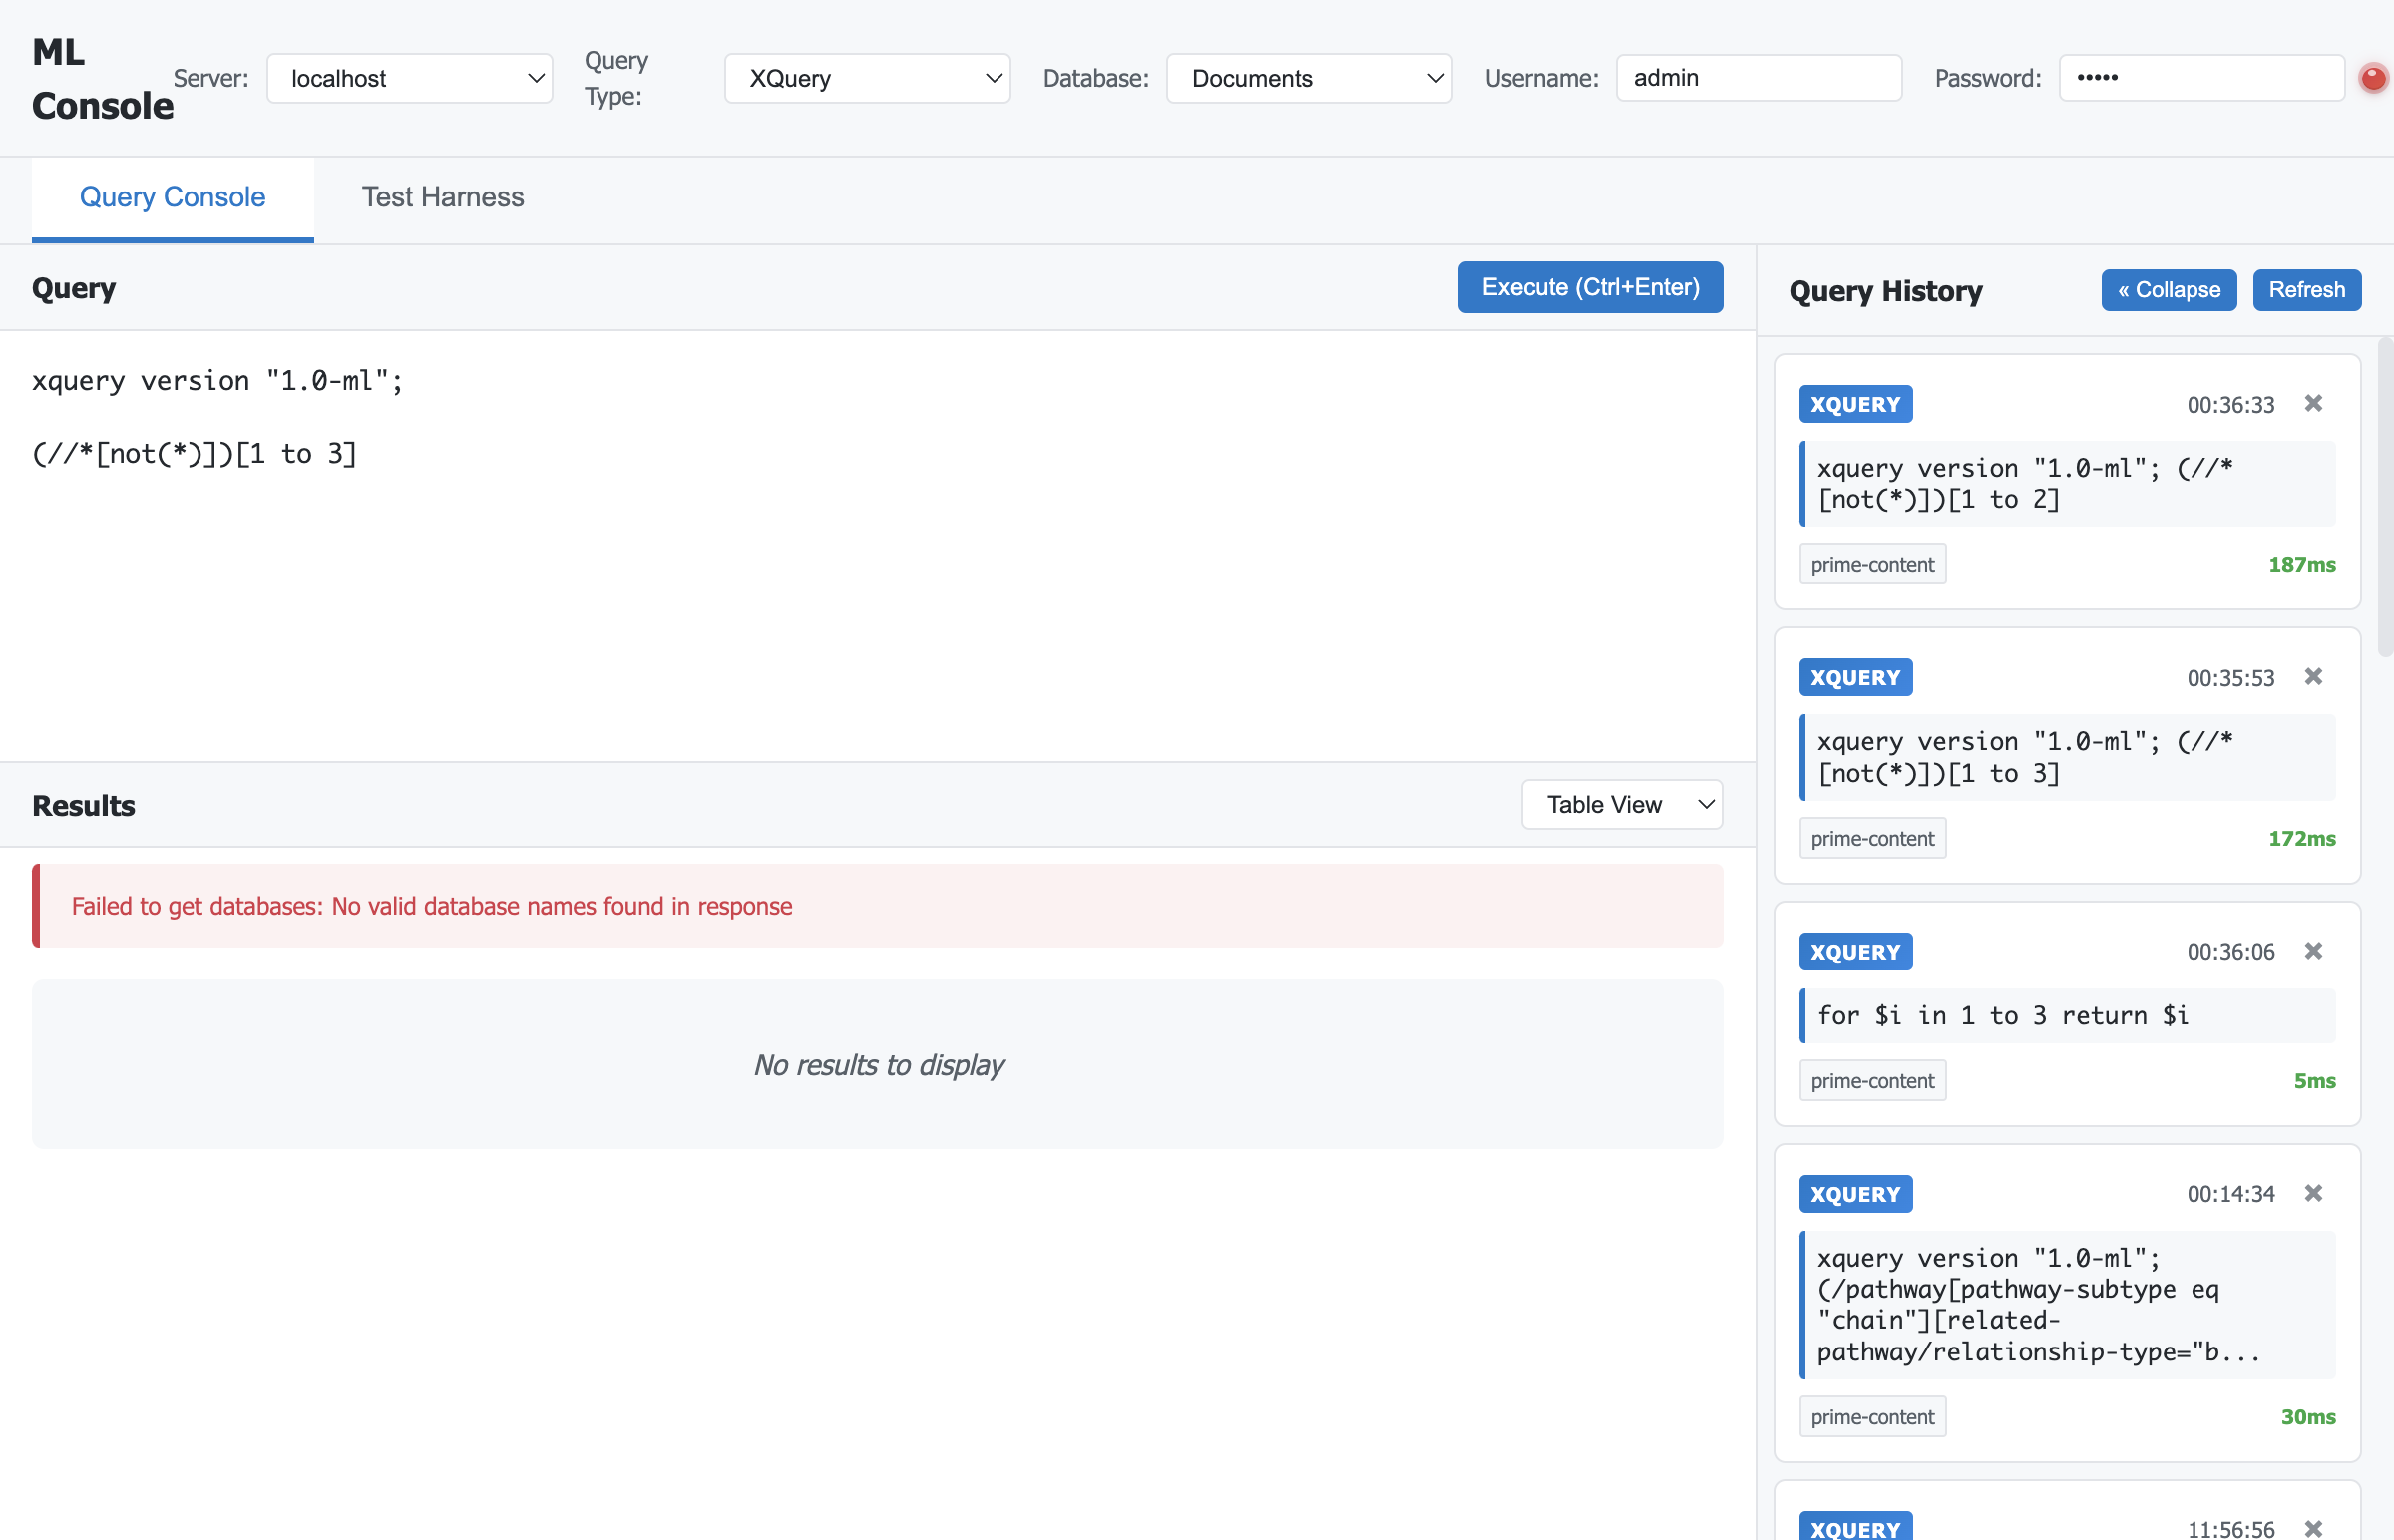 ML
Console
Server:
localhost
Query
Type:
XQuery
Database:
Documents
Username:
admin
Password:
•••••
Query Console
Test Harness
Query
Execute (Ctrl+Enter)
xquery version "1.0-ml";
(//*[not(*)])[1 to 3]
Results
Table View
Failed to get databases: No valid database names found in response
No results to display
Query History
« Collapse
Refresh
XQUERY
00:36:33
✖
xquery version "1.0-ml"; (//*
[not(*)])[1 to 2]
prime-content
187ms
XQUERY
00:35:53
✖
xquery version "1.0-ml"; (//*
[not(*)])[1 to 3]
prime-content
172ms
XQUERY
00:36:06
✖
for $i in 1 to 3 return $i
prime-content
5ms
XQUERY
00:14:34
✖
xquery version "1.0-ml";
(/pathway[pathway-subtype eq
"chain"][related-
pathway/relationship-type="b...
prime-content
30ms
XQUERY
11:56:56
✖